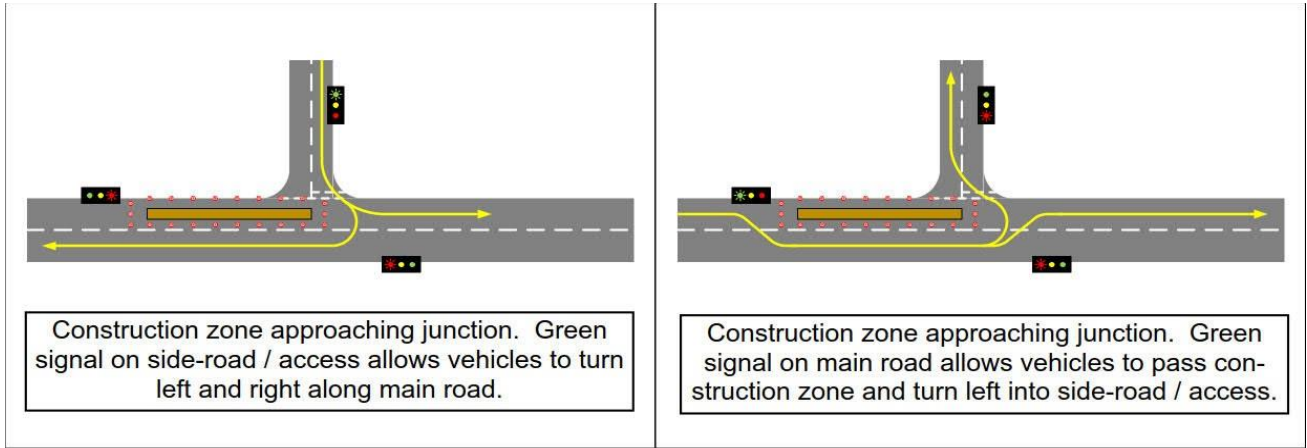 Construction zone approaching junction.  Green
signal on side-road / access allows vehicles to turn
left and right along main road.
Construction zone approaching junction.  Green
signal on main road allows vehicles to pass con-
struction zone and turn left into side-road / access.